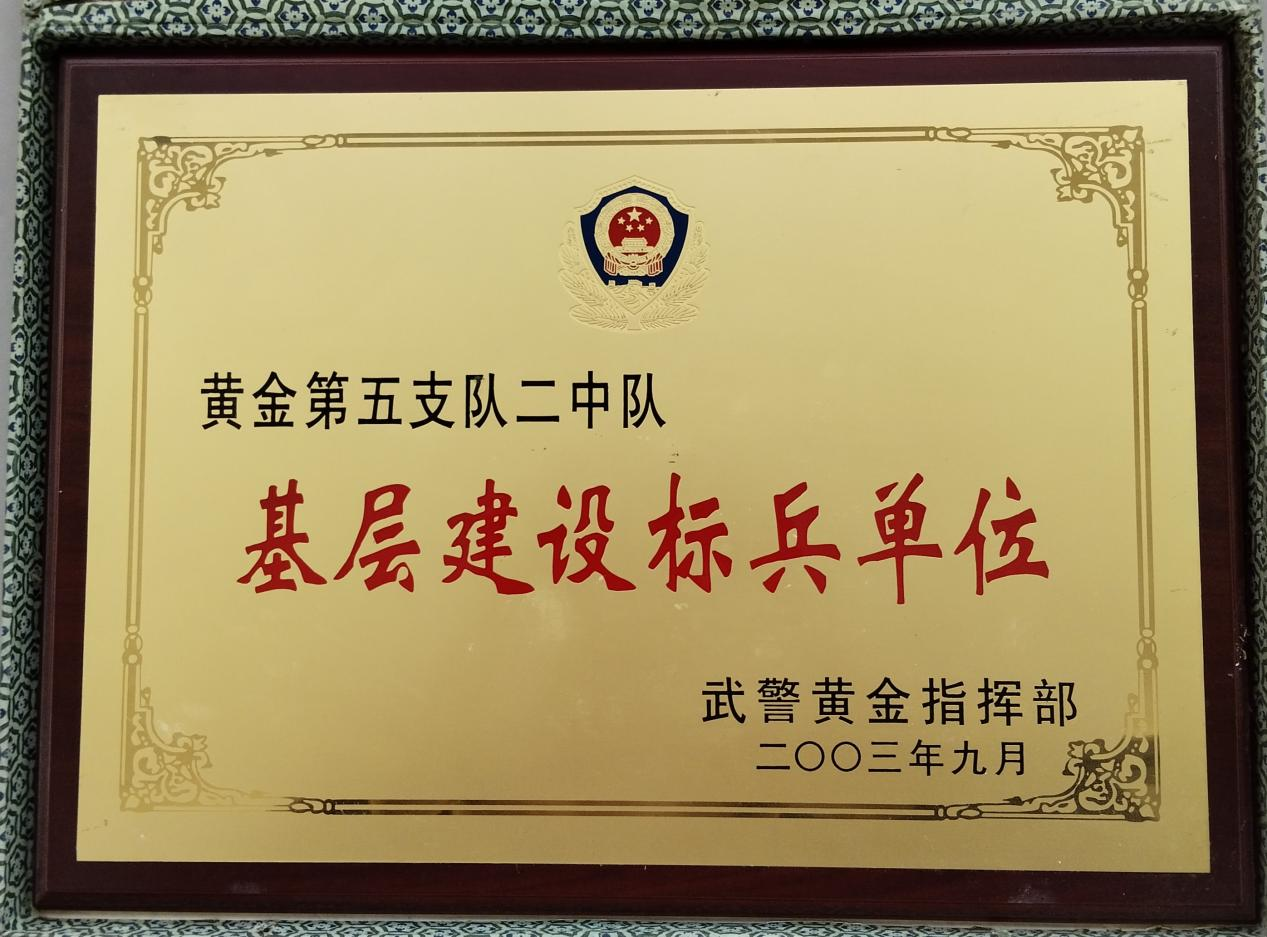 黄金第五支队二中队
基层建设标兵单位
武警黄金指挥部
二〇〇三年九月